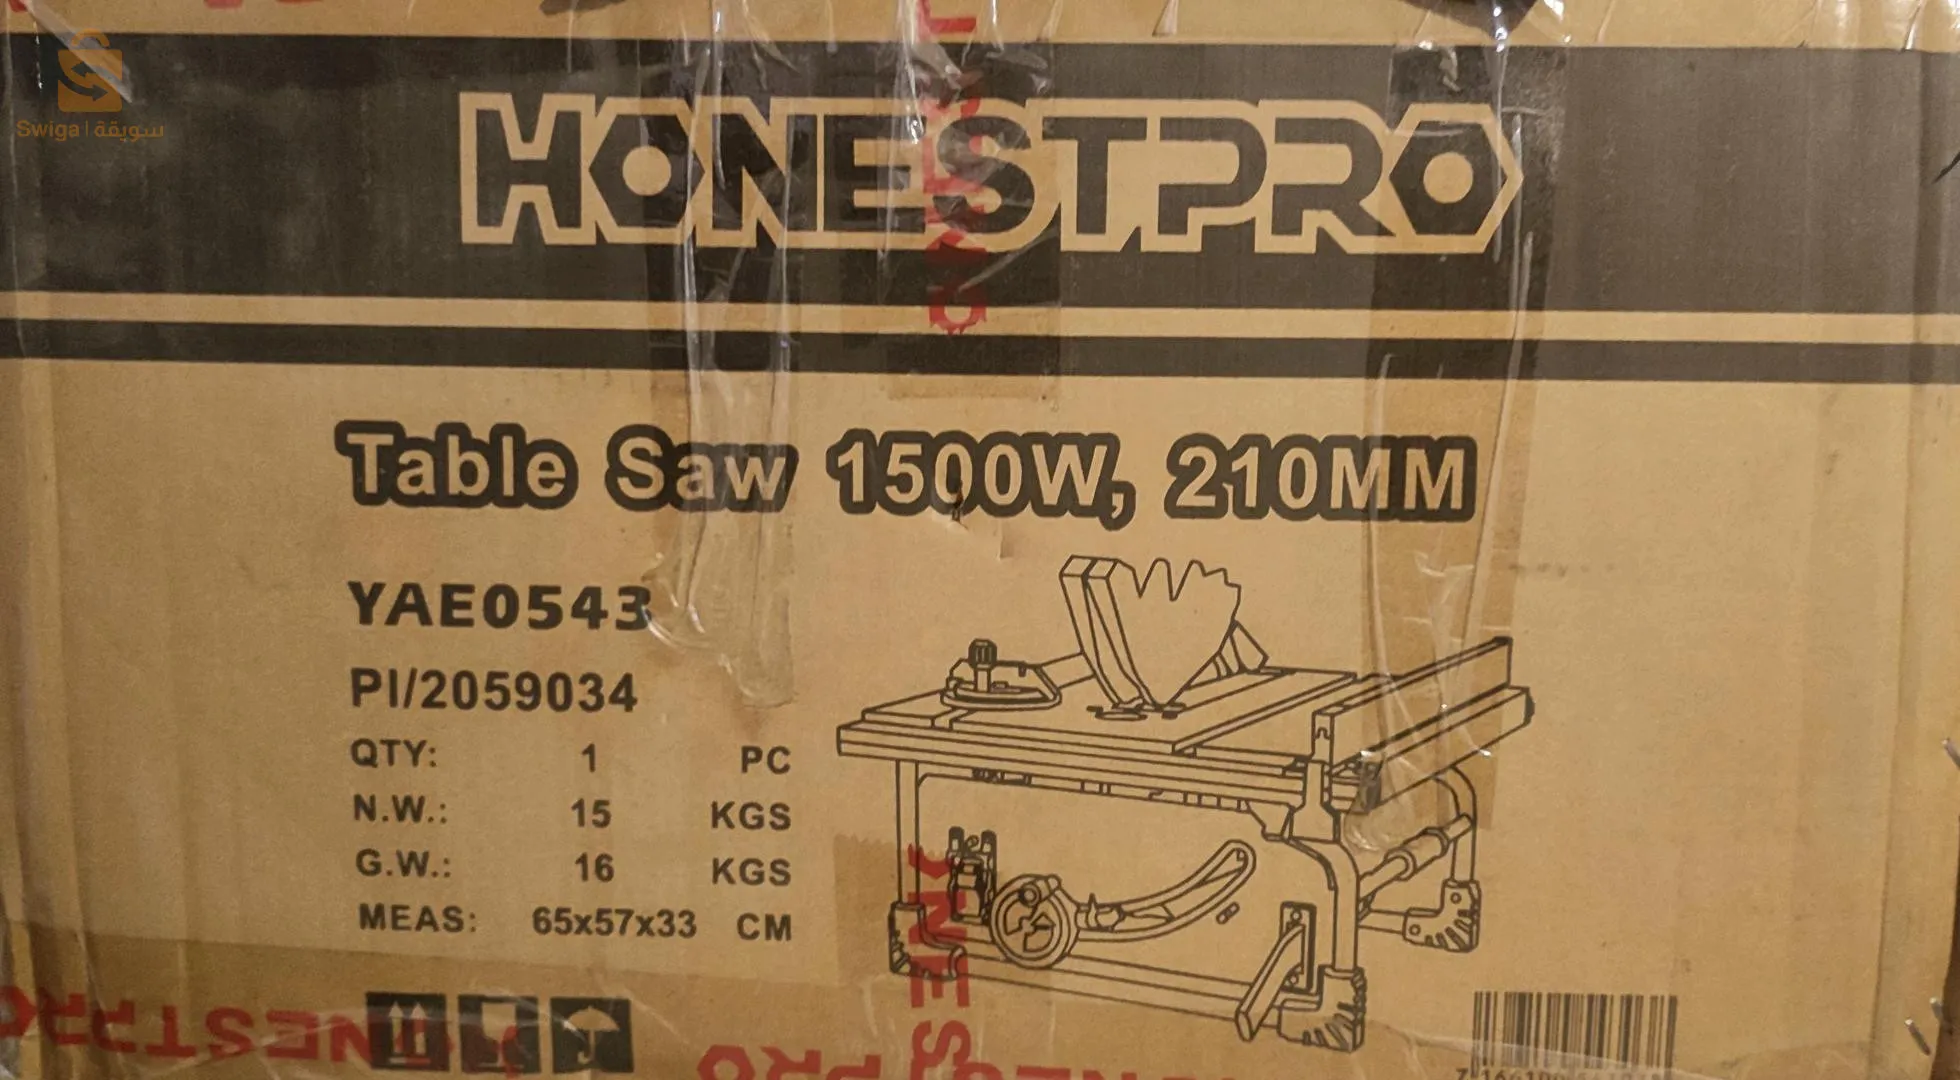 Swiga | سويقة
HONESTPRO
Table Saw 1500W, 210MM
YAE0543
PI/2059034
QTY: 1 PC
N.W.: 15 KGS
G.W.: 16 KGS
MEAS: 65x57x33 CM
HONESTPRO